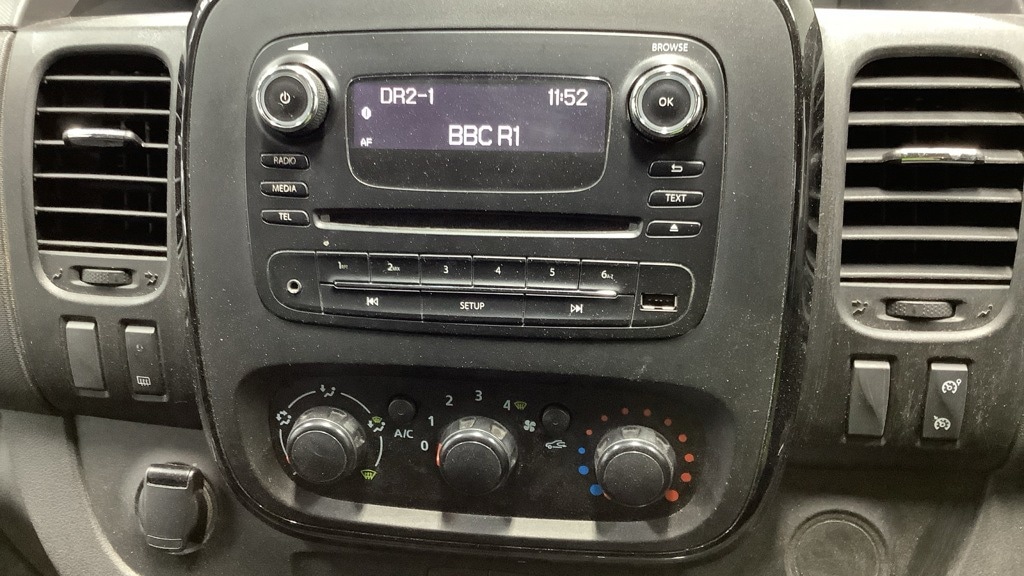 BROWSE
DR2-1 11:52
OK
AF
BBC R1
RADIO
MEDIA
TEXT
TEL
1 2 3 4 5 6
SETUP
A/C
0 1 2 3 4